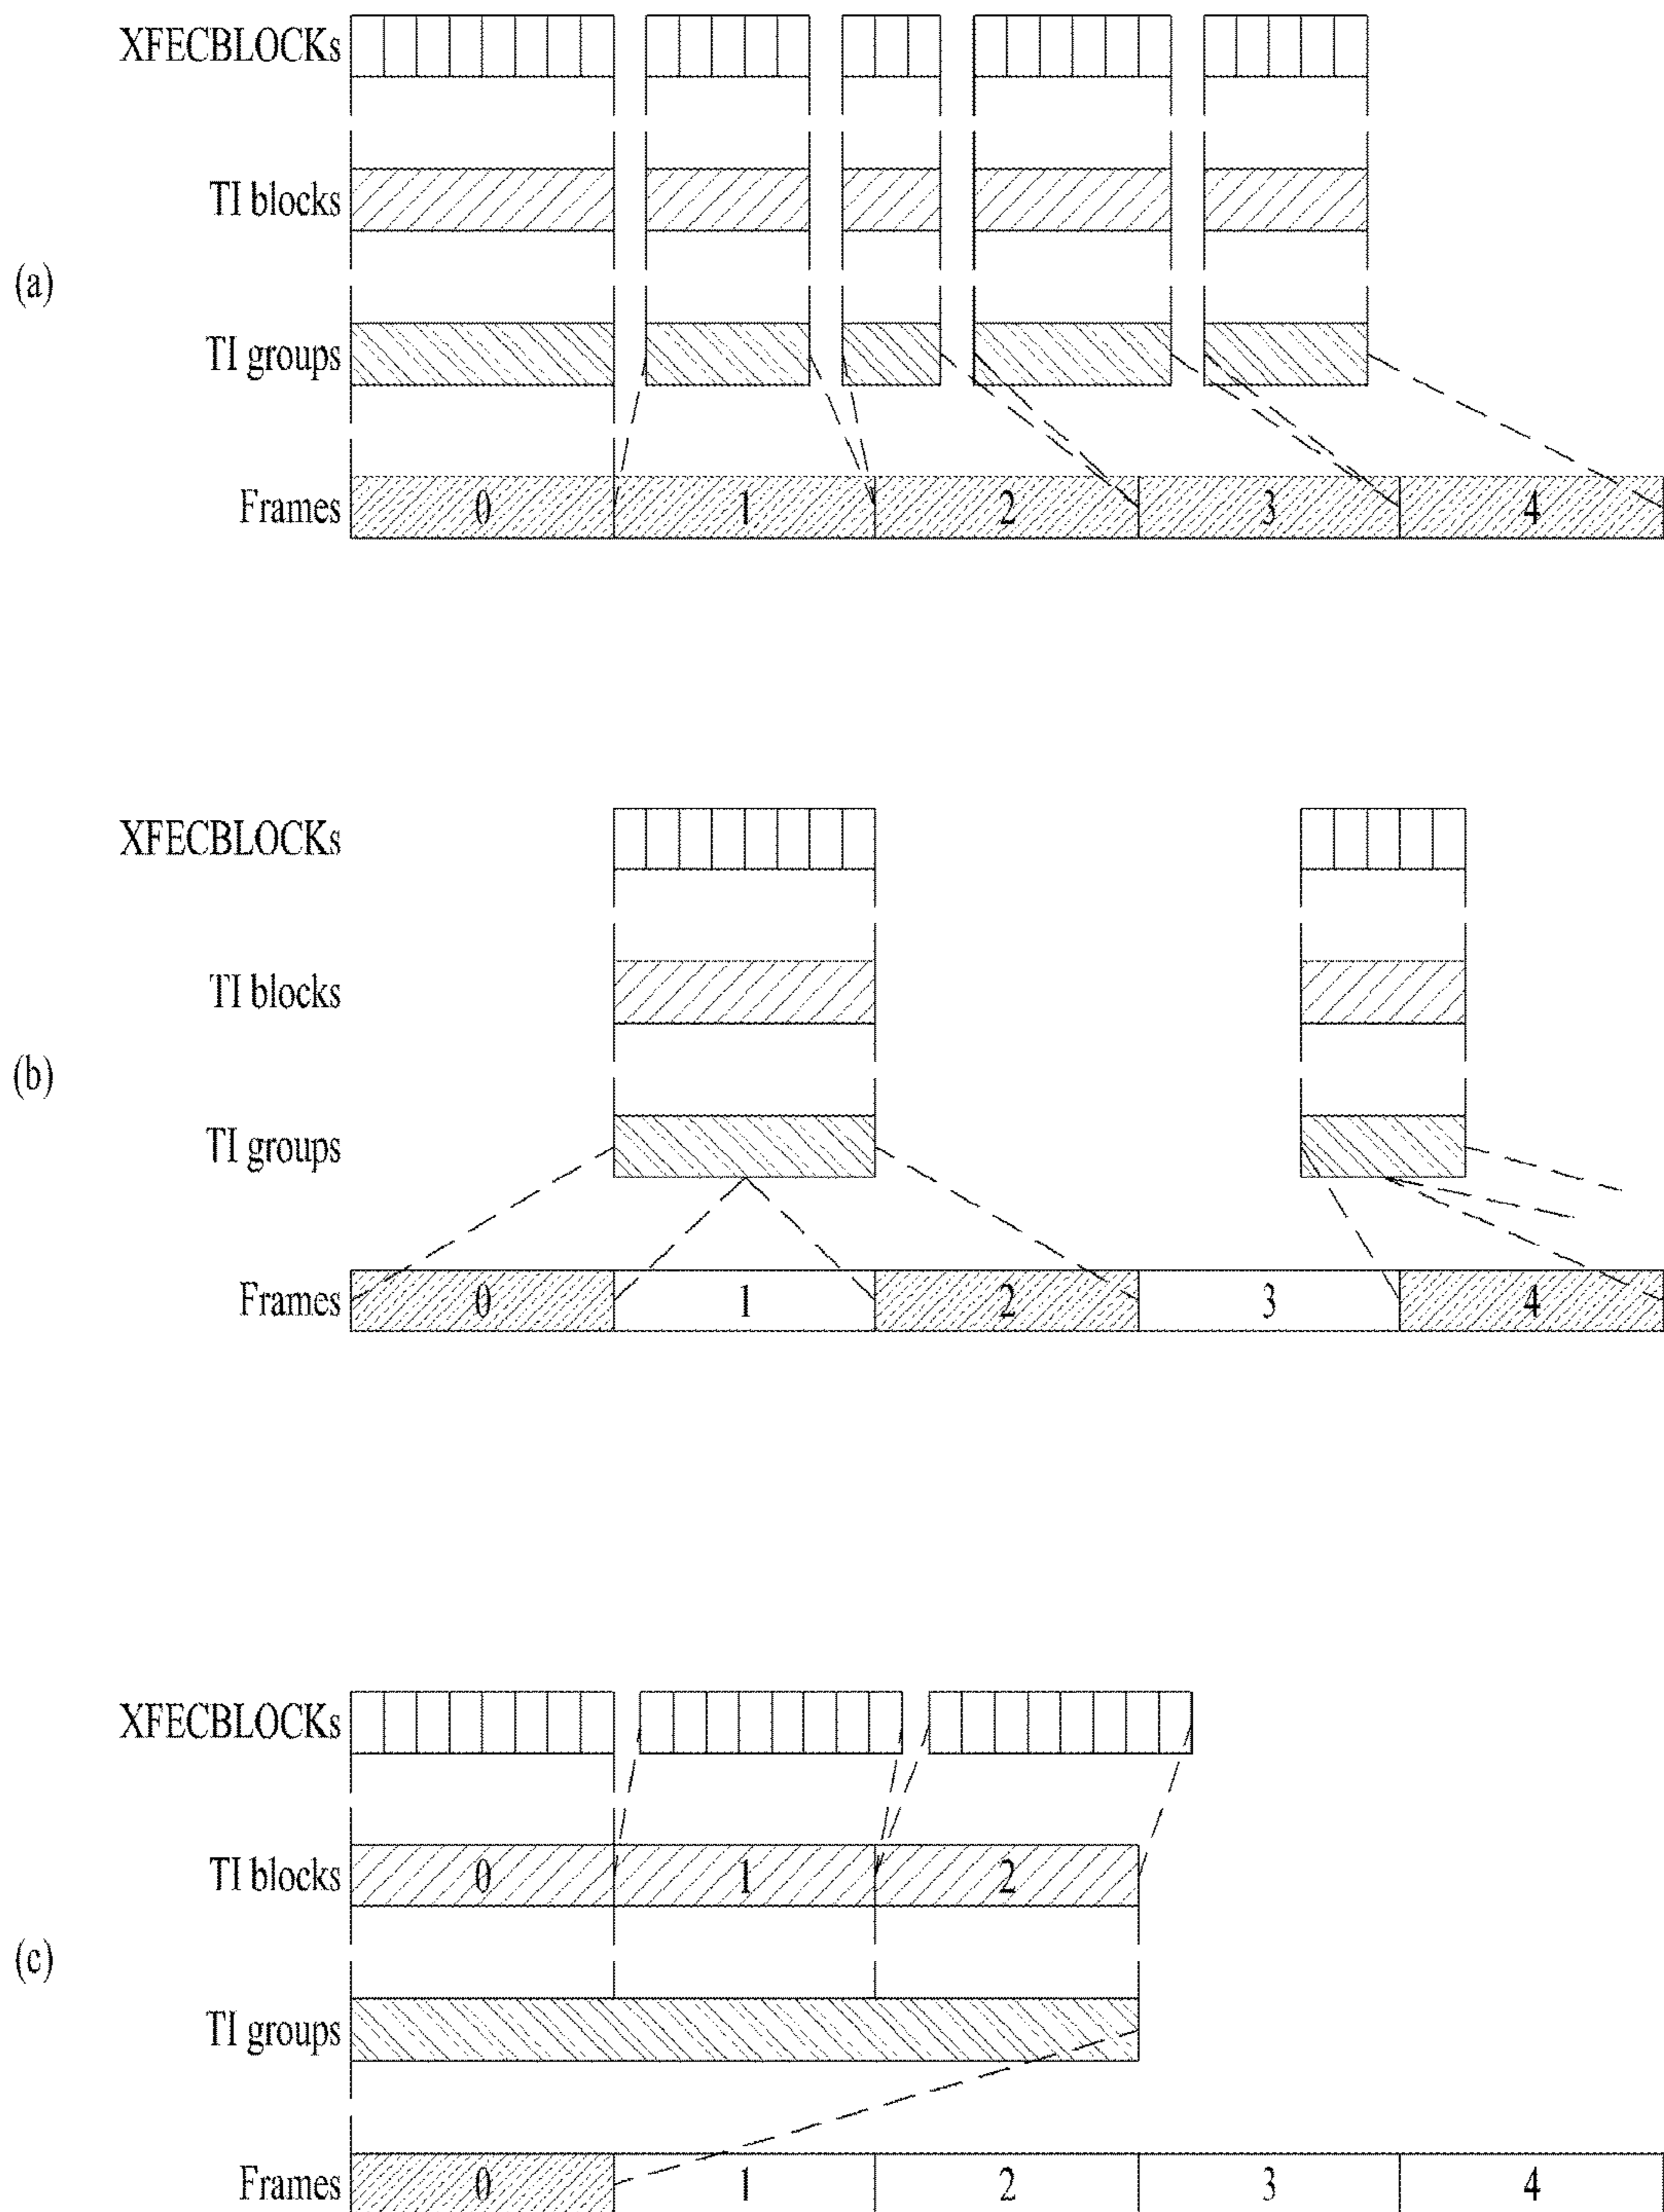 XFECBLOCKs
TI blocks
(a)
TI groups
Frames 0 1 2 3 4
XFECBLOCKs
TI blocks
(b)
TI groups
Frames 0 1 2 3 4
XFECBLOCKs
TI blocks 0 1 2
(c)
TI groups
Frames 0 1 2 3 4